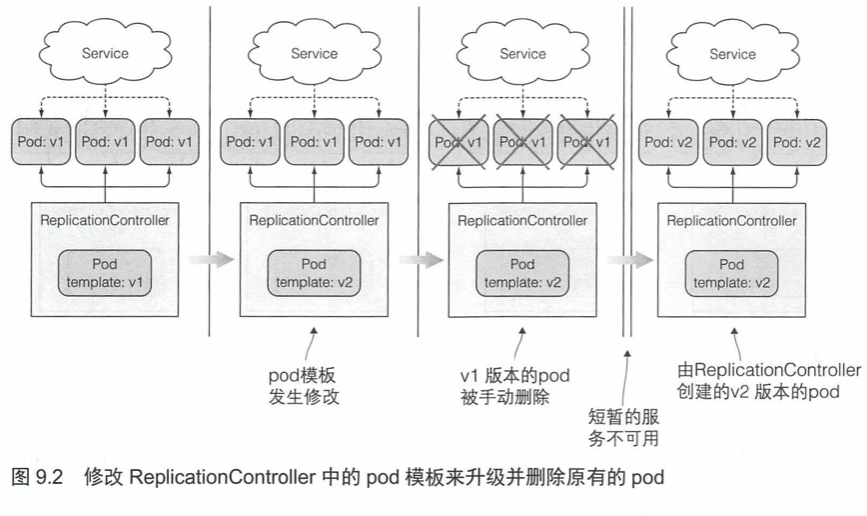 Service
Service
Service
Service
Pod: v1
Pod: v1
Pod: v1
Pod: v1
Pod: v1
Pod: v1
Pod: v1
Pod: v1
Pod: v1
Pod: v2
Pod: v2
Pod: v2
ReplicationController
ReplicationController
ReplicationController
ReplicationController
Pod
template: v1
Pod
template: v2
Pod
template: v2
Pod
template: v2
pod模板
发生修改
v1 版本的pod
被手动删除
短暂的服
务不可用
由ReplicationController
创建的v2 版本的pod
图 9.2 修改 ReplicationController 中的 pod 模板来升级并删除原有的 pod